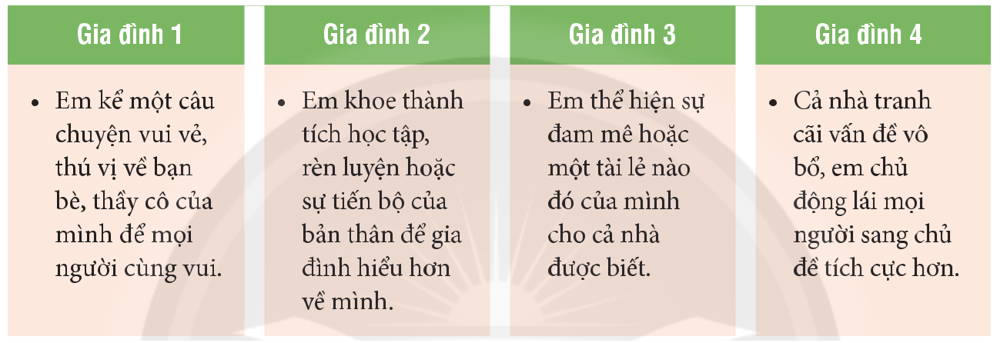 Gia đình 1
• Em kể một câu
chuyện vui vẻ,
thú vị về bạn
bè, thầy cô của
mình để mọi
người cùng vui.
Gia đình 2
• Em khoe thành
tích học tập,
rèn luyện hoặc
sự tiến bộ của
bản thân để gia
đình hiểu hơn
về mình.
Gia đình 3
• Em thể hiện sự
đam mê hoặc
một tài lẻ nào
đó của mình
cho cả nhà
được biết.
Gia đình 4
• Cả nhà tranh
cãi vấn đề vô
bổ, em chủ
động lái mọi
người sang chủ
đề tích cực hơn.